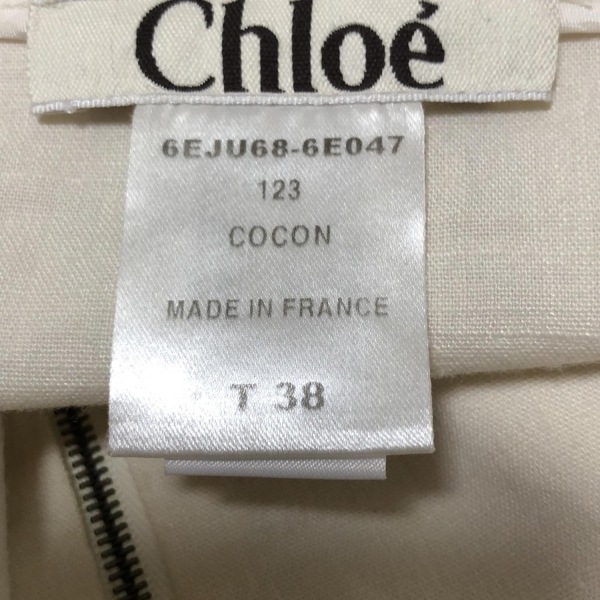 Chloé
6EJU68-6E047
123
COCON
MADE IN FRANCE
T 38